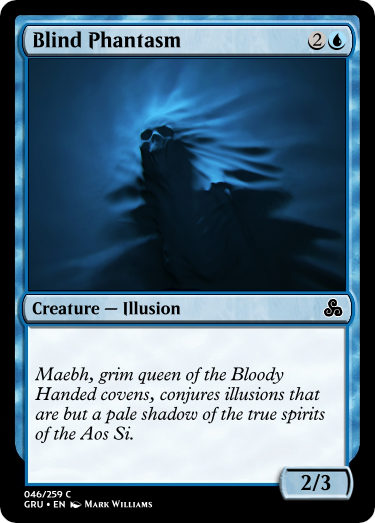 Blind Phantasm 2
Creature — Illusion
Maebh, grim queen of the Bloody
Handed covens, conjures illusions that
are but a pale shadow of the true spirits
of the Aos Si.
2/3
046/259 C
GRU • EN Mark Williams